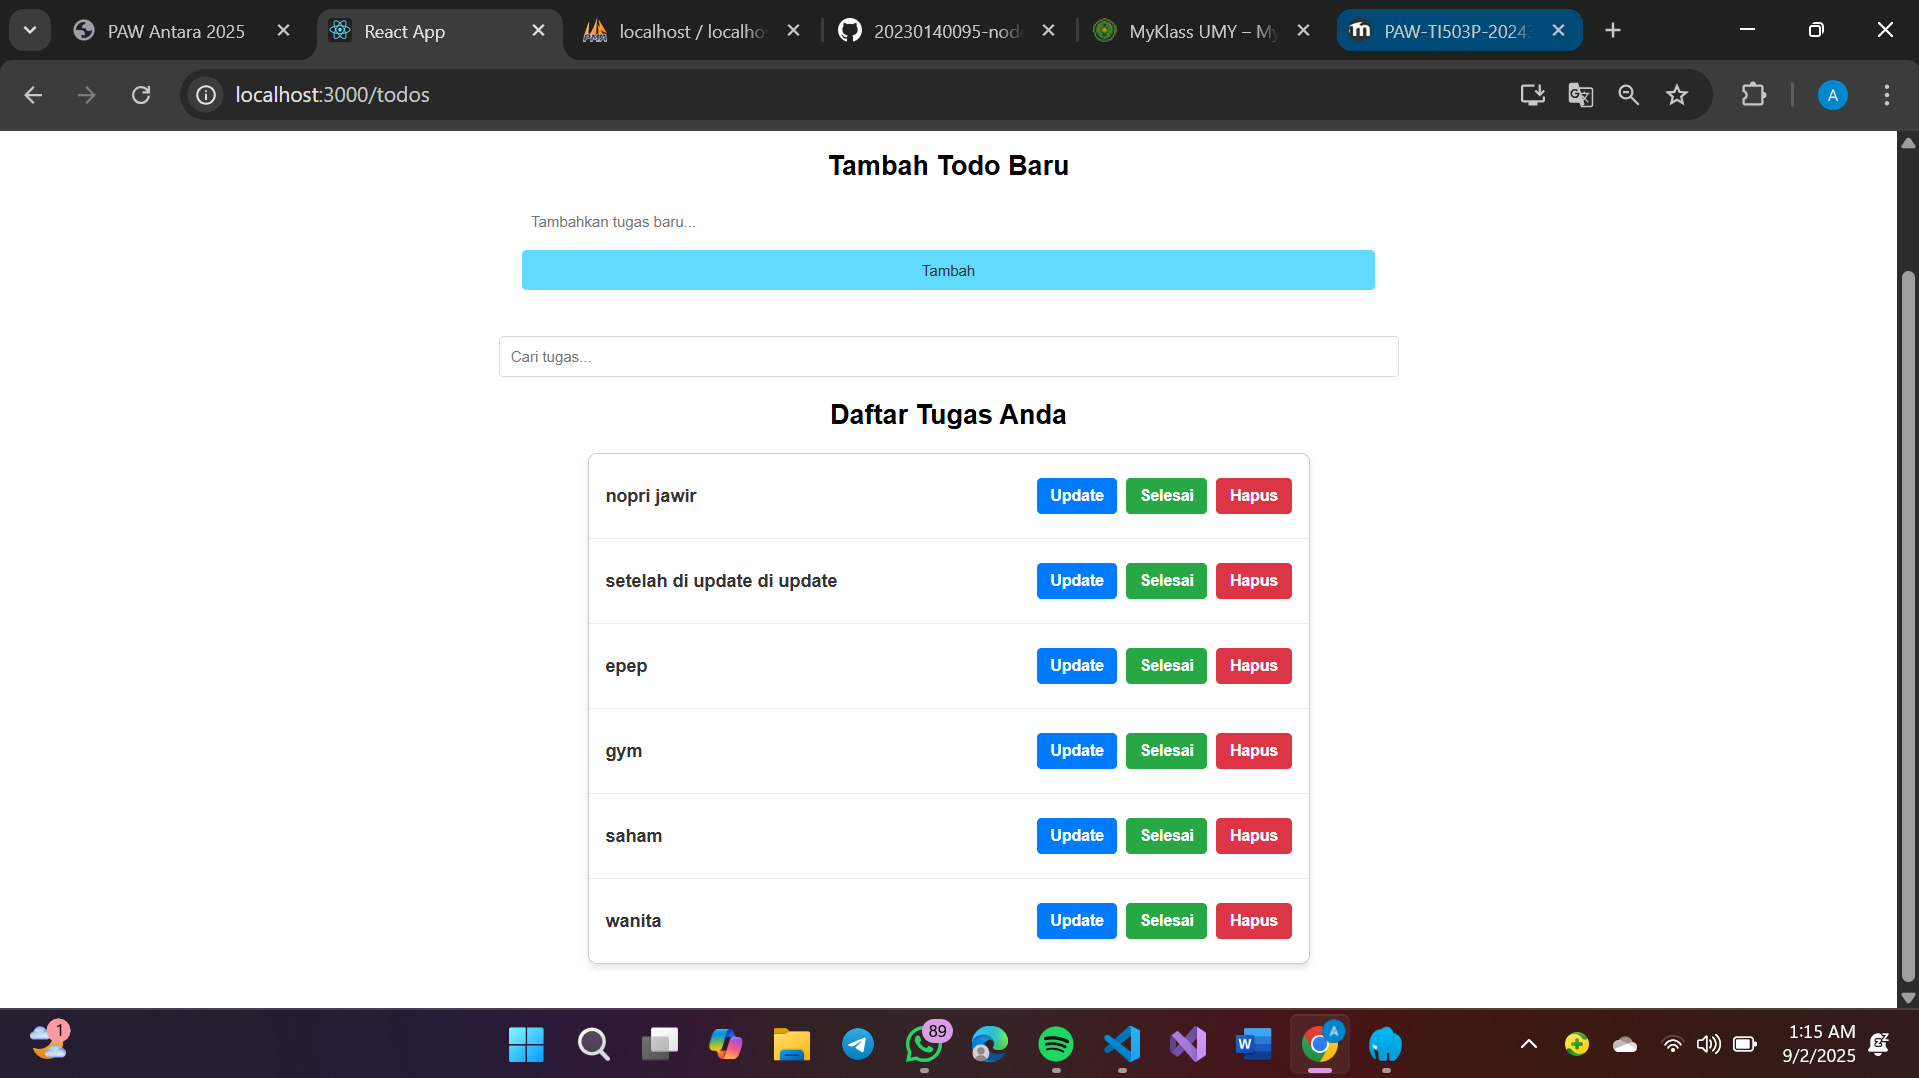 PAW Antara 2025
React App
localhost / localho
20230140095-nod
MyKlass UMY – My
PAW-TI503P-2024
localhost:3000/todos
A
Tambah Todo Baru
Tambahkan tugas baru...
Tambah
Cari tugas...
Daftar Tugas Anda
nopri jawir Update Selesai Hapus
setelah di update di update Update Selesai Hapus
epep Update Selesai Hapus
gym Update Selesai Hapus
saham Update Selesai Hapus
wanita Update Selesai Hapus
1
89
A
1:15 AM
9/2/2025